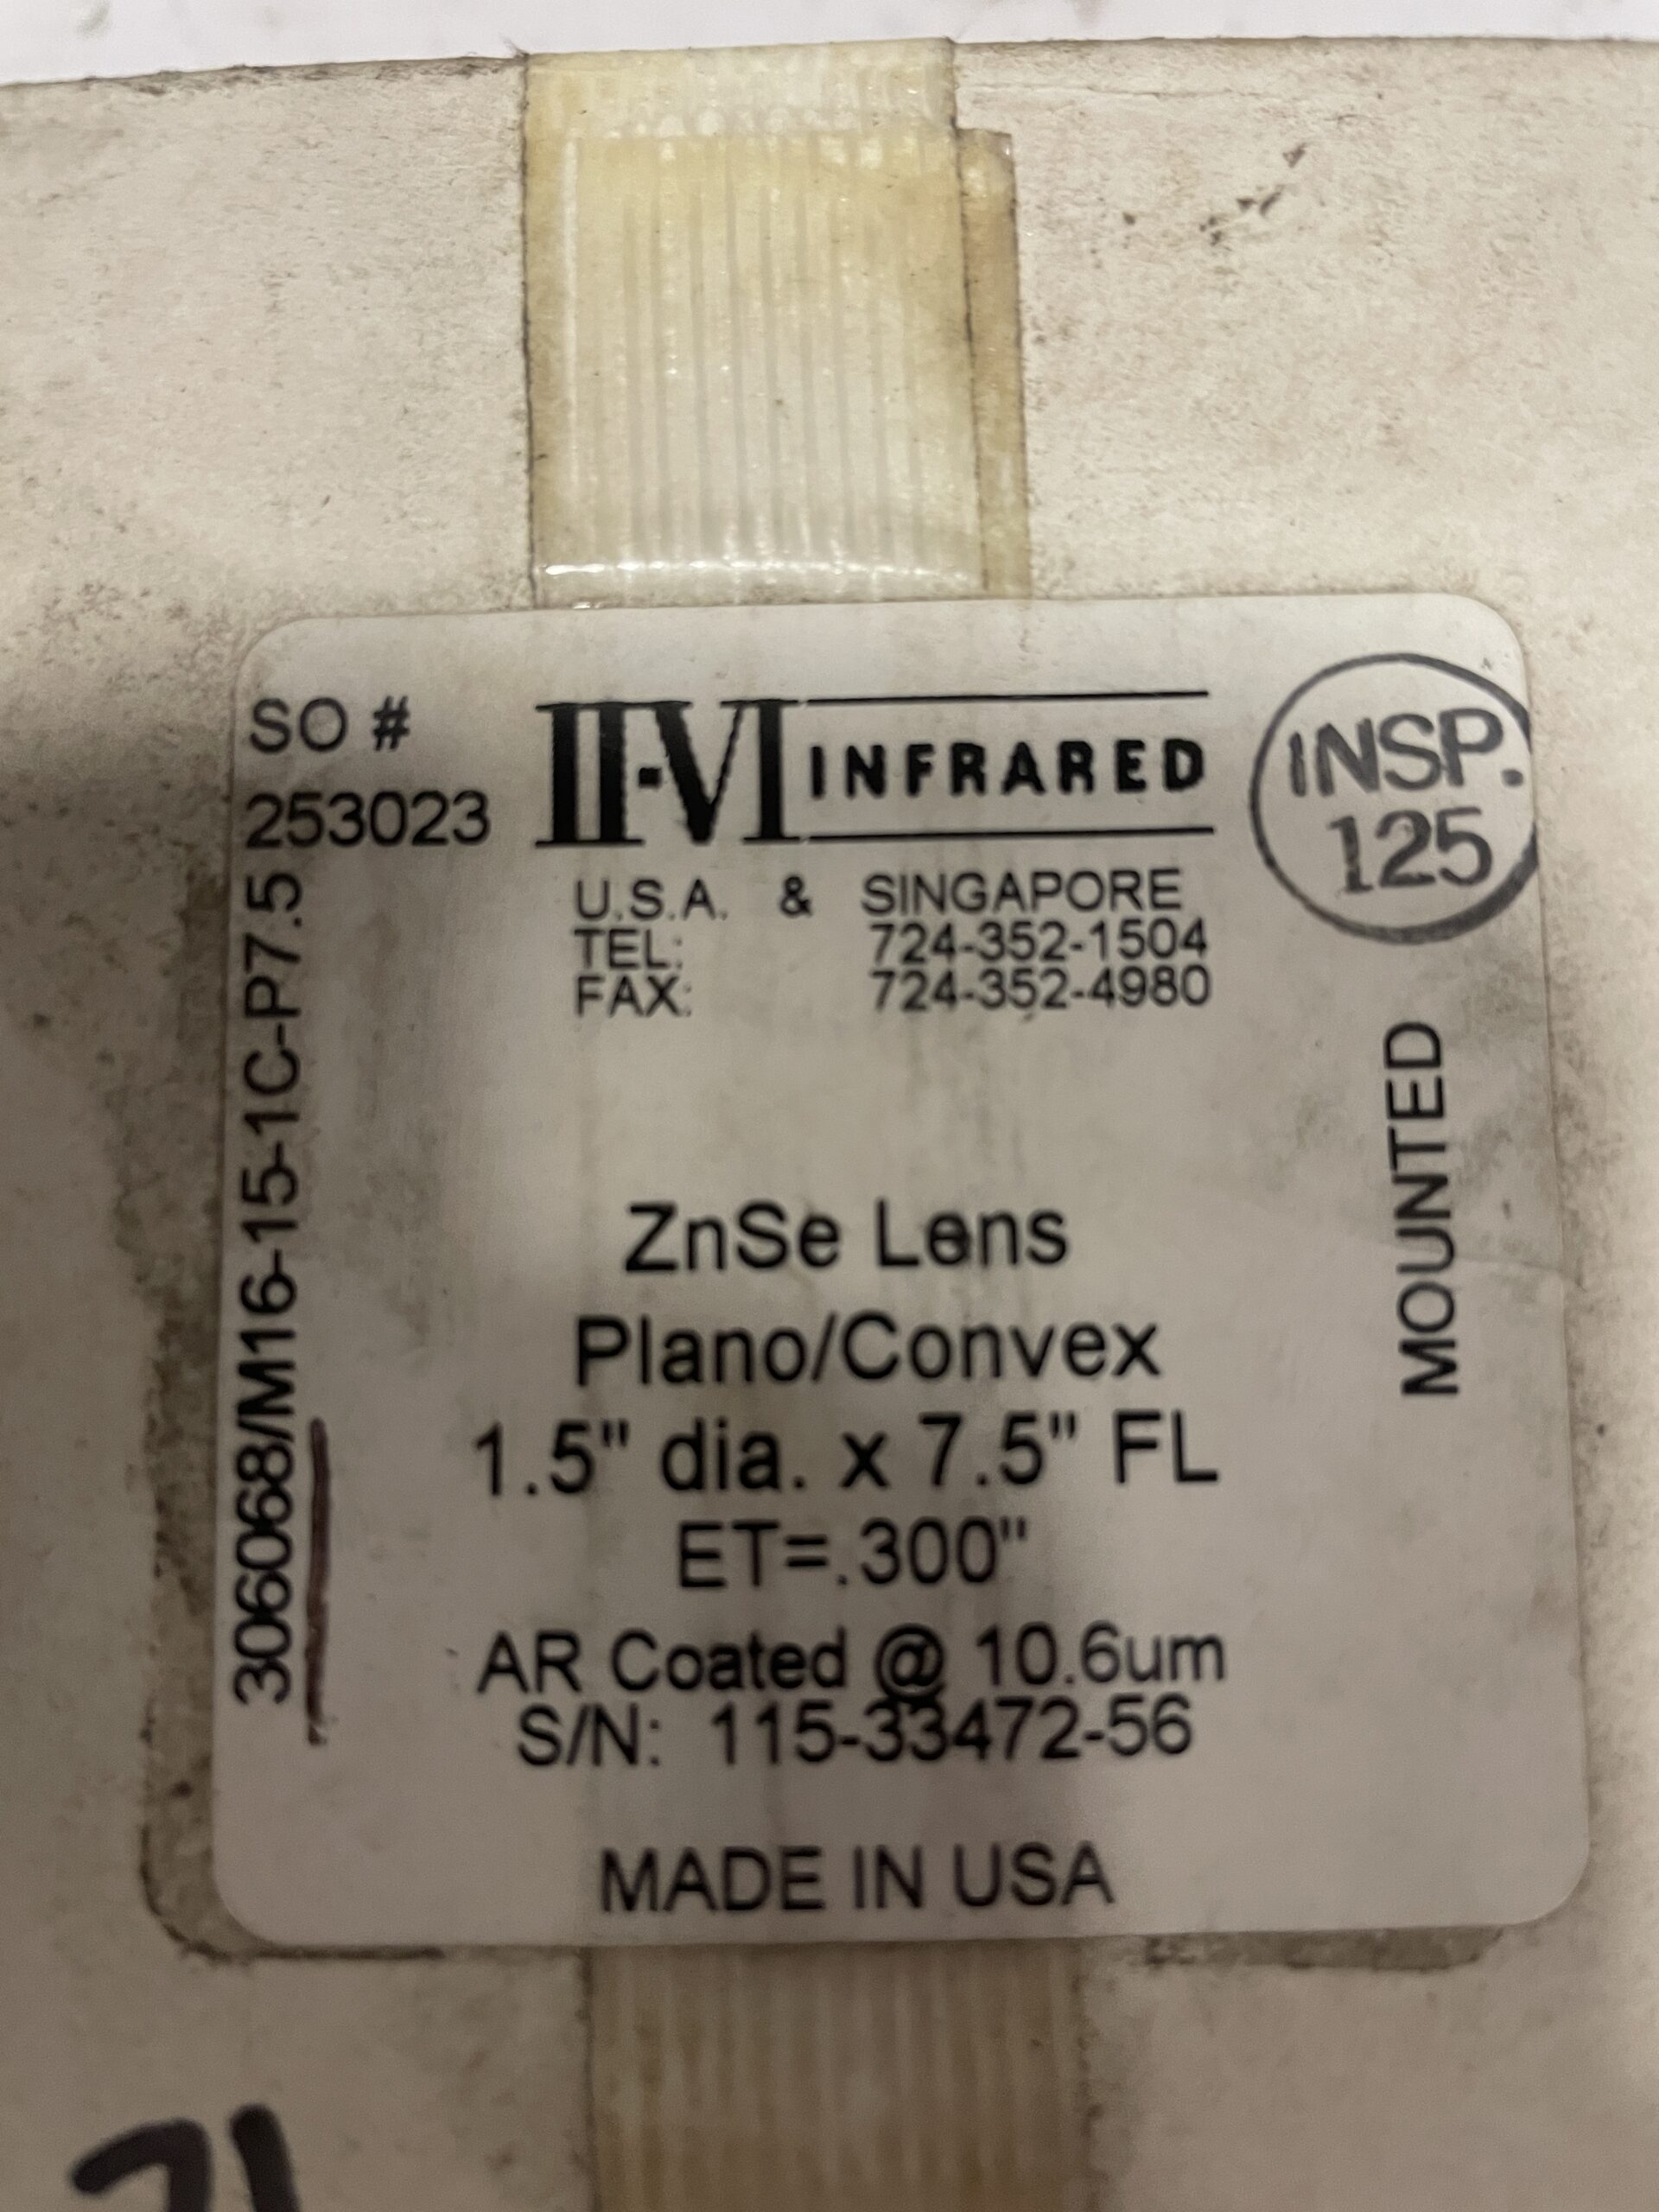 SO #
253023
II-VI INFRARED
INSP.
125
U.S.A. & SINGAPORE
TEL: 724-352-1504
FAX: 724-352-4980
306068/M16-15-1C-P7.5
MOUNTED
ZnSe Lens
Plano/Convex
1.5" dia. x 7.5" FL
ET=.300"
AR Coated @ 10.6um
S/N: 115-33472-56
MADE IN USA